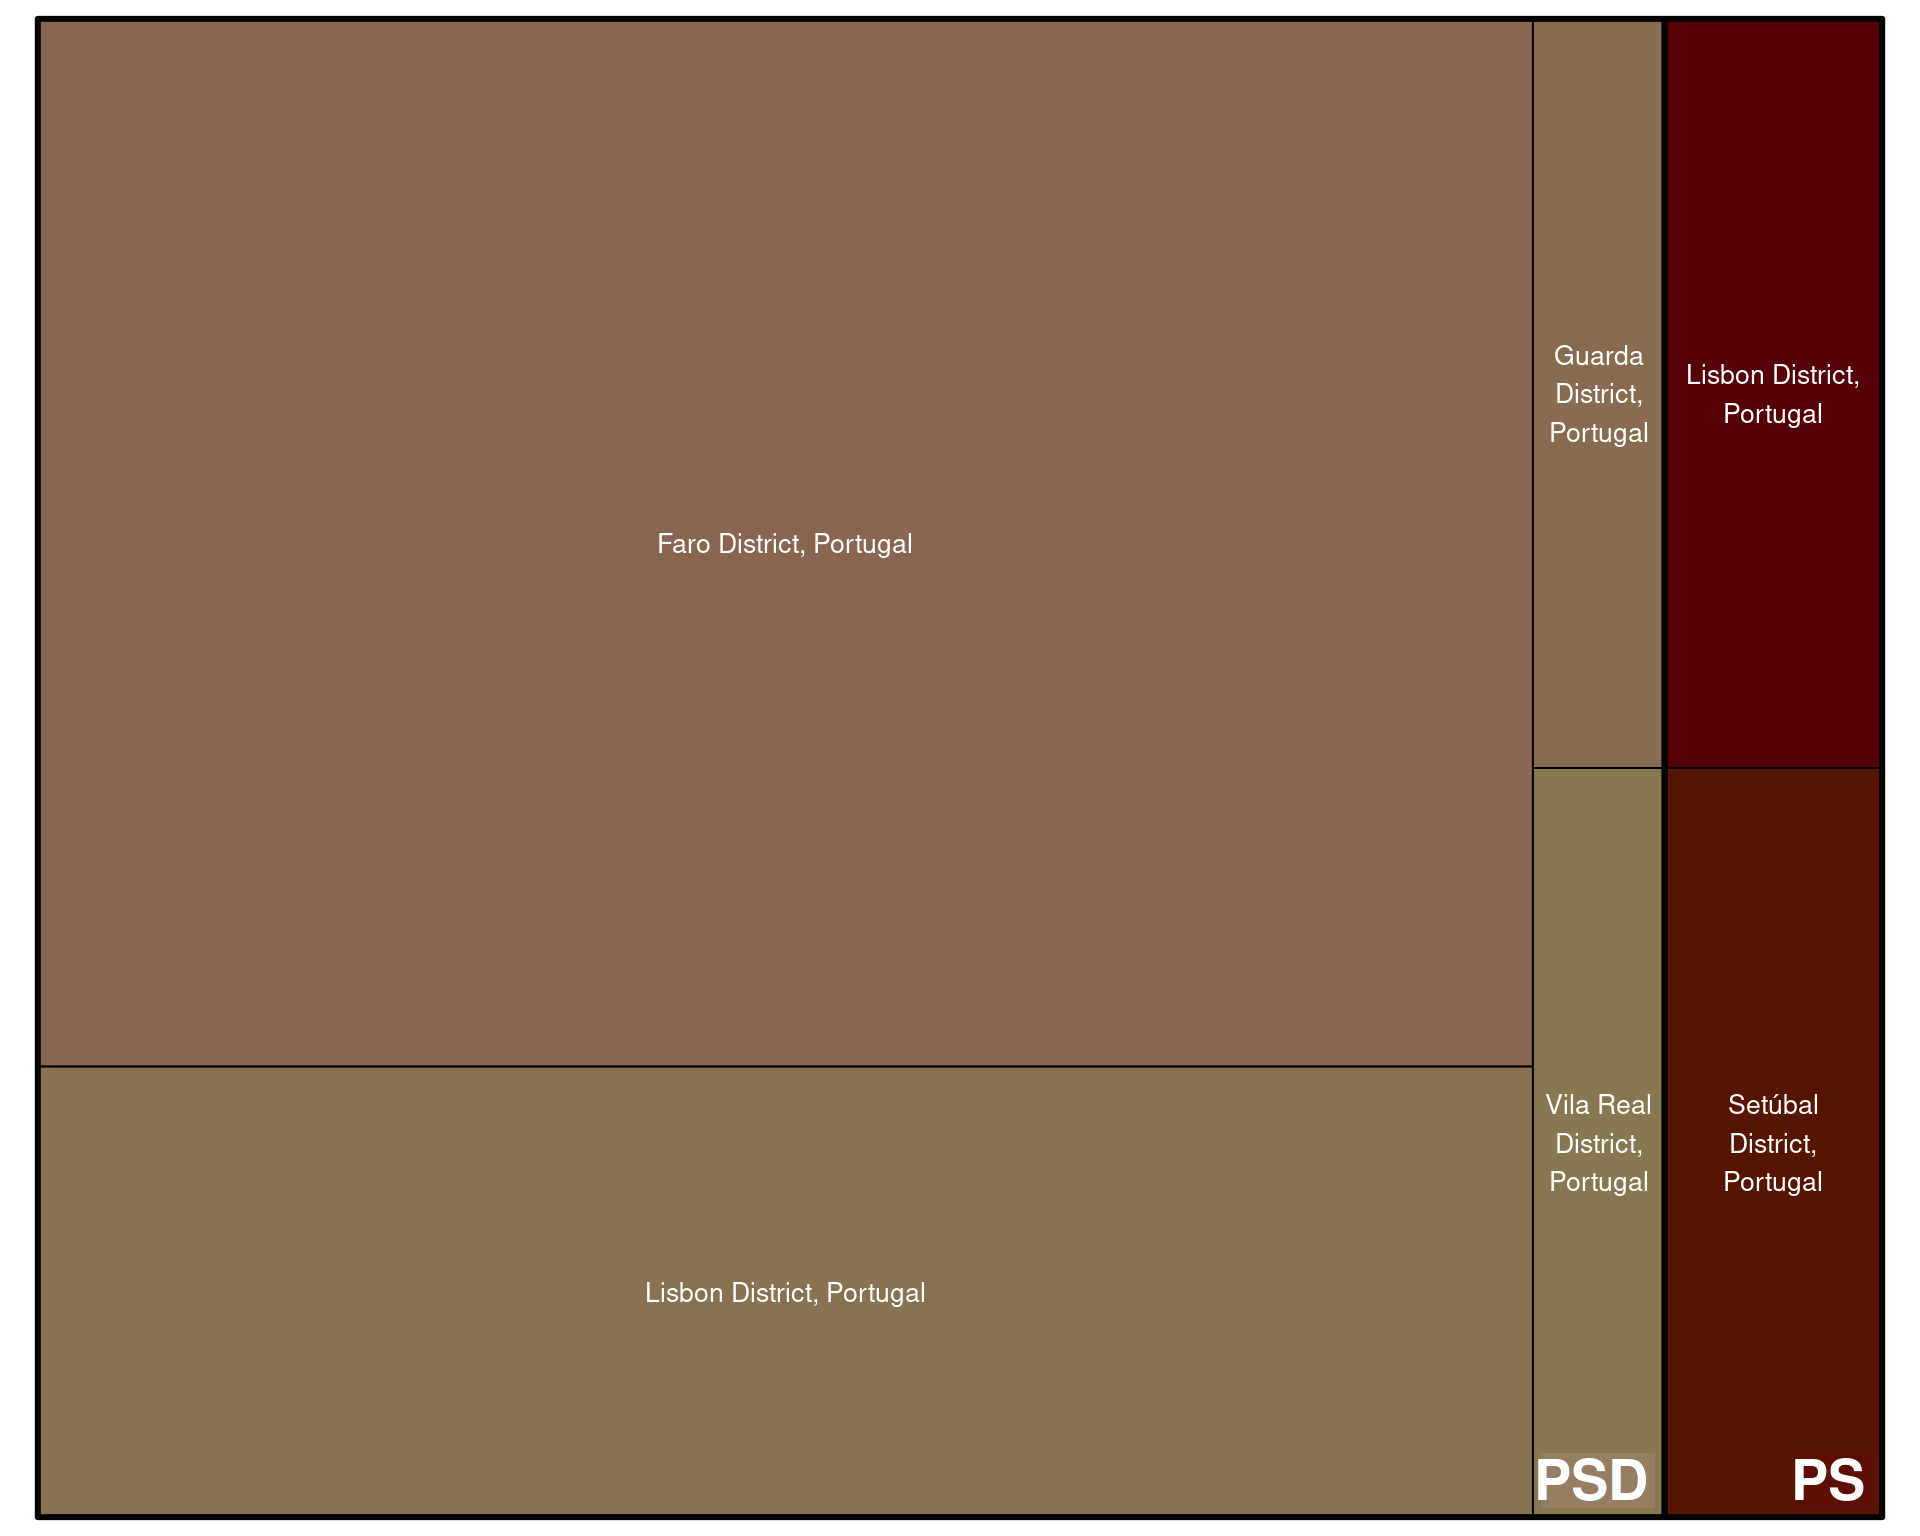 Faro District, Portugal
Lisbon District, Portugal
Guarda
District,
Portugal
Vila Real
District,
Portugal
PSD
Lisbon District,
Portugal
Setúbal
District,
Portugal
PS